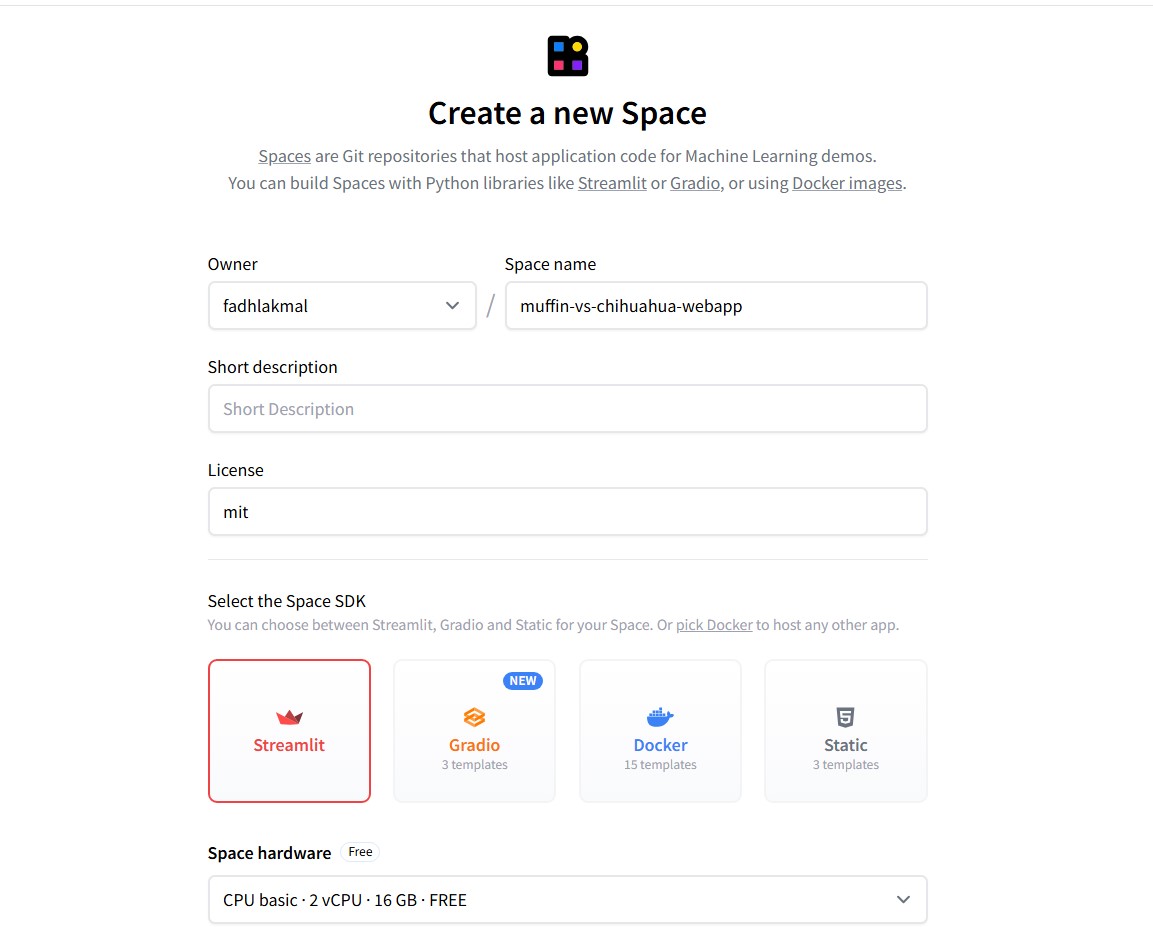 Create a new Space
Spaces are Git repositories that host application code for Machine Learning demos.
You can build Spaces with Python libraries like Streamlit or Gradio, or using Docker images.
Owner
Space name
fadhlakmal
/
muffin-vs-chihuahua-webapp
Short description
Short Description
License
mit
Select the Space SDK
You can choose between Streamlit, Gradio and Static for your Space. Or pick Docker to host any other app.
Streamlit
NEW
Gradio
3 templates
Docker
15 templates
Static
3 templates
Space hardware Free
CPU basic · 2 vCPU · 16 GB · FREE